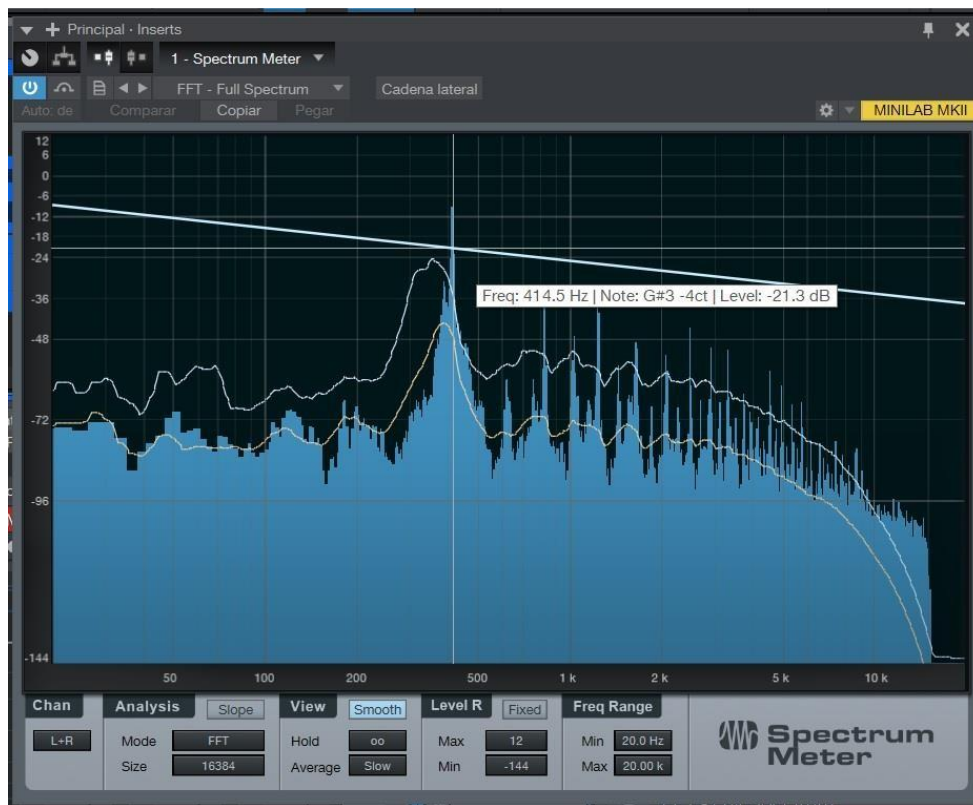 Principal · Inserts
1 - Spectrum Meter
FFT - Full Spectrum
Cadena lateral
Auto: de
Comparar
Copiar
Pegar
MINILAB MKII
12
6
0
-6
-12
-18
-24
-36
-48
-72
-96
-144
Freq: 414.5 Hz | Note: G#3 -4ct | Level: -21.3 dB
50 100 200 500 1 k 2 k 5 k 10 k
Chan
L+R
Analysis Slope
Mode FFT
Size 16384
View Smooth
Hold oo
Average Slow
Level R Fixed
Max 12
Min -144
Freq Range
Min 20.0 Hz
Max 20.00 k
Spectrum
Meter